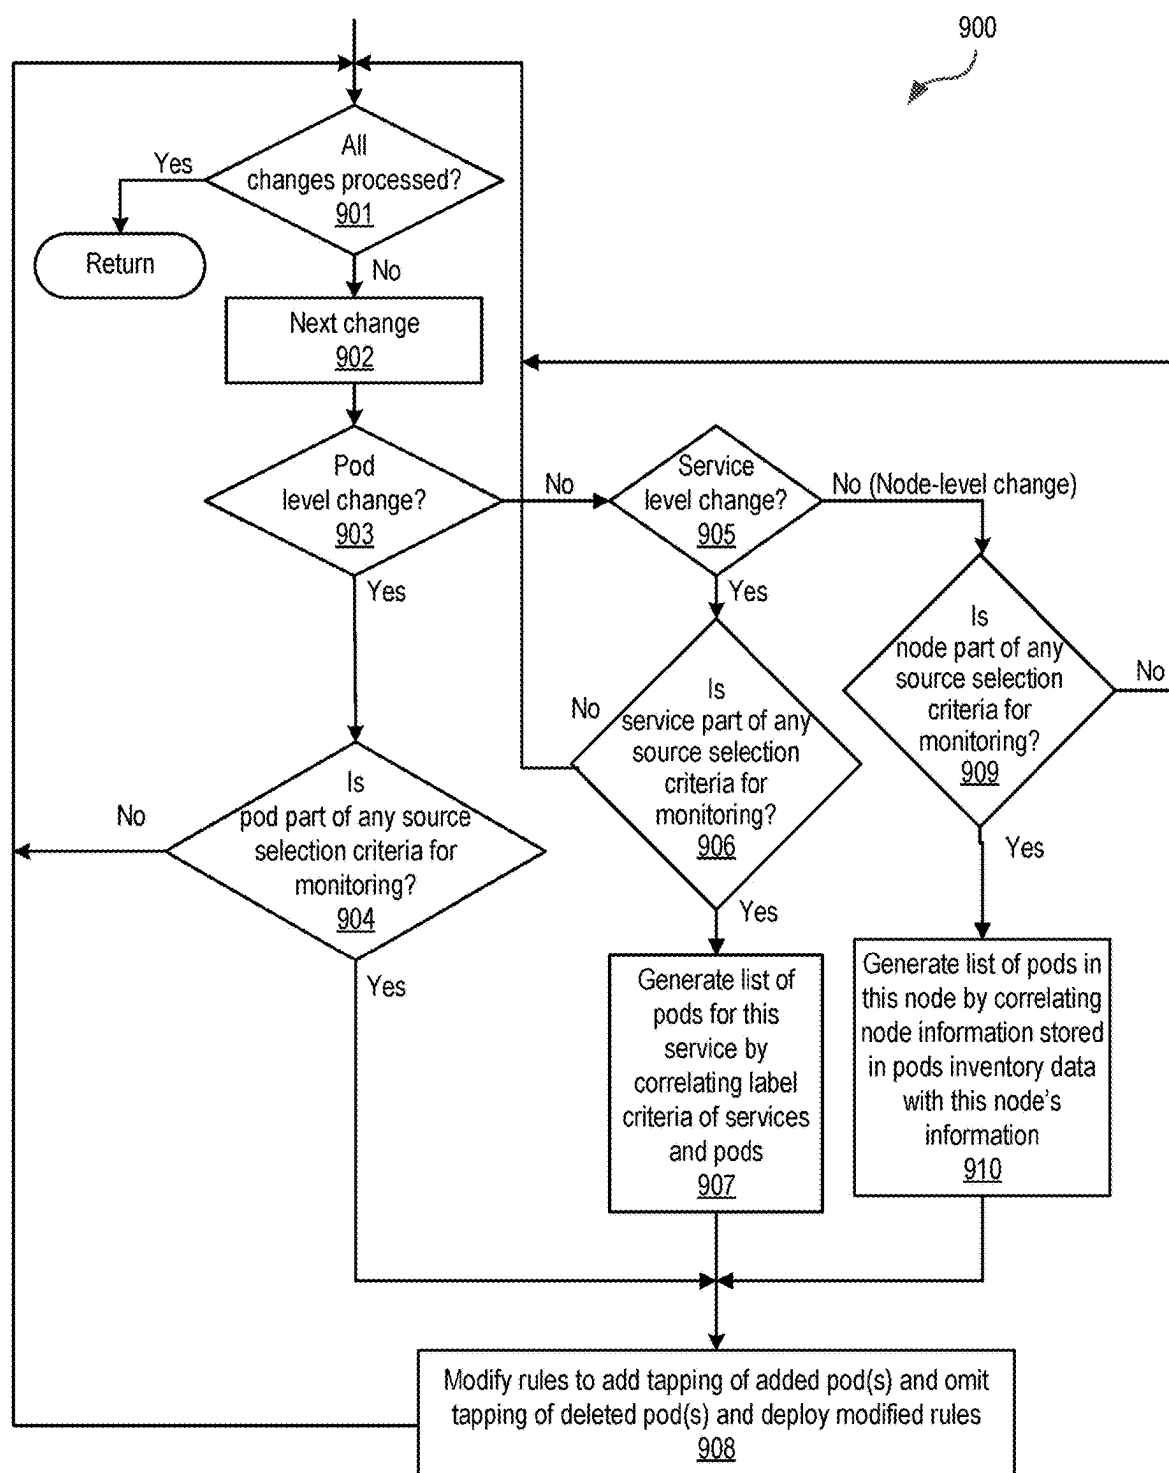 900
All
changes processed?
901
Yes
Return
No
Next change
902
Pod
level change?
903
No
Service
level change?
905
No (Node-level change)
Yes
Yes
Is
node part of any
source selection
criteria for
monitoring?
909
No
Is
service part of any
source selection
criteria for
monitoring?
906
No
Is
pod part of any source
selection criteria for
monitoring?
904
No
Yes
Yes
Yes
Generate list of
pods for this
service by
correlating label
criteria of services
and pods
907
Generate list of pods in
this node by correlating
node information stored
in pods inventory data
with this node's
information
910
Modify rules to add tapping of added pod(s) and omit
tapping of deleted pod(s) and deploy modified rules
908